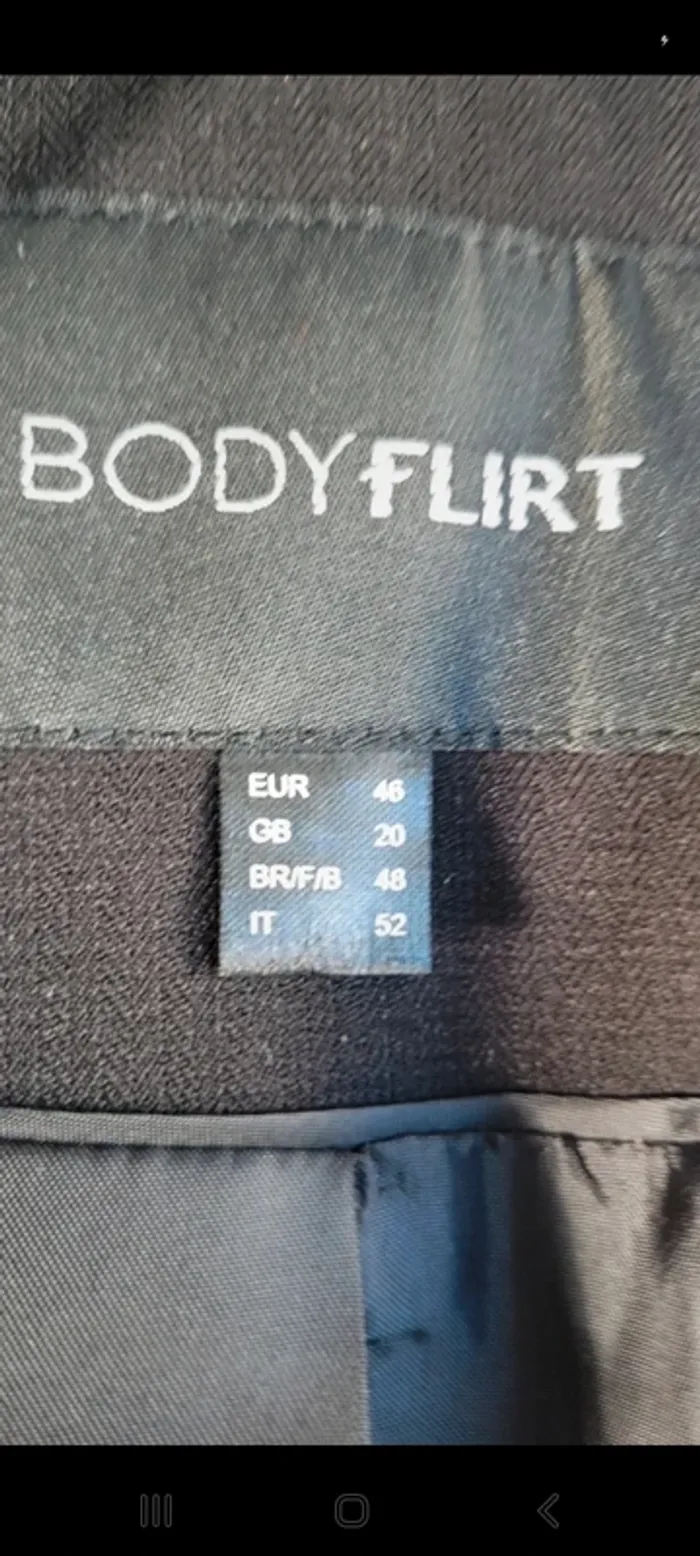 BODYFLIRT
EUR 46
GB 20
BR/F/B 48
IT 52